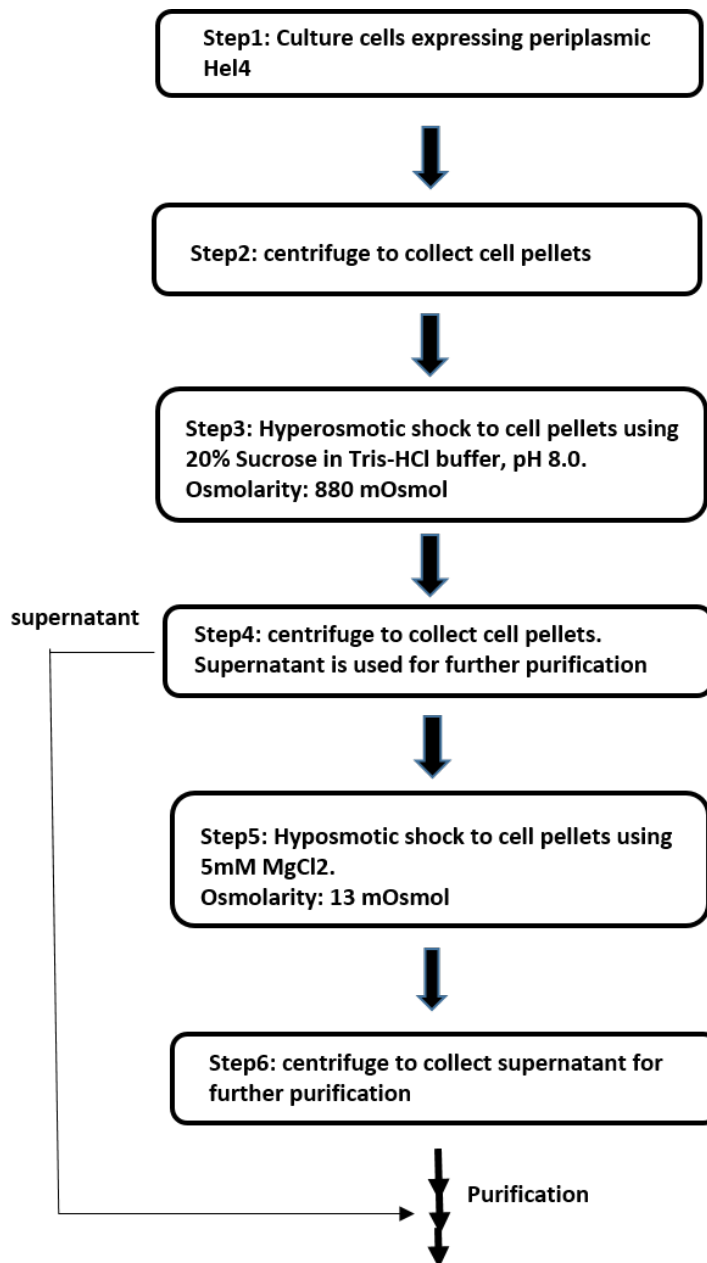 Step1: Culture cells expressing periplasmic
Hel4
Step2: centrifuge to collect cell pellets
Step3: Hyperosmotic shock to cell pellets using
20% Sucrose in Tris-HCl buffer, pH 8.0.
Osmolarity: 880 mOsmol
supernatant
Step4: centrifuge to collect cell pellets.
Supernatant is used for further purification
Step5: Hyposmotic shock to cell pellets using
5mM MgCl2.
Osmolarity: 13 mOsmol
Step6: centrifuge to collect supernatant for
further purification
Purification